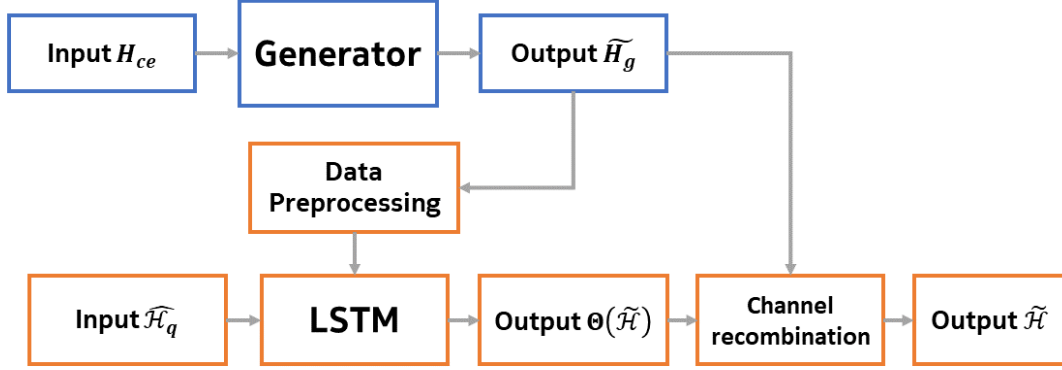 Input H_ce
Generator
Output H̃_g
Data
Preprocessing
Input ℋ̂_q
LSTM
Output Θ(ℋ̃)
Channel
recombination
Output ℋ̃